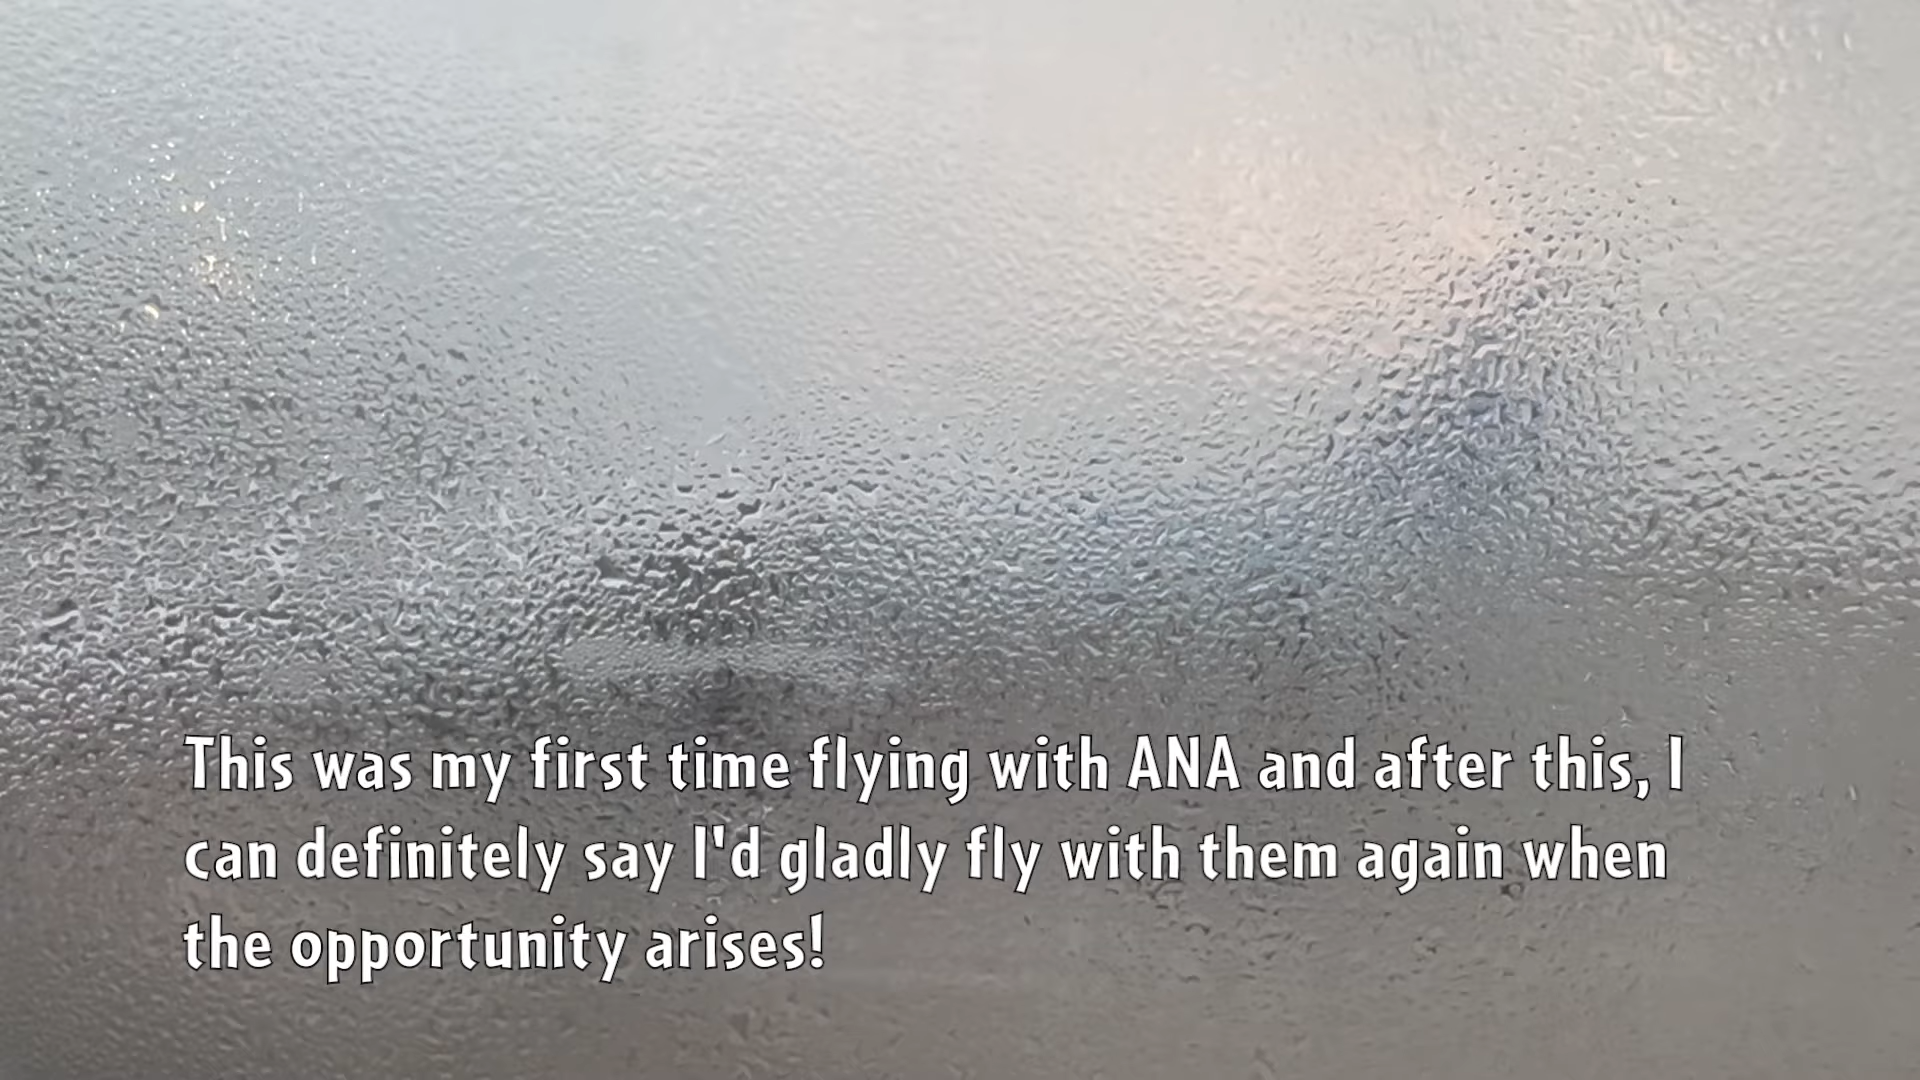 This was my first time flying with ANA and after this, I
can definitely say I'd gladly fly with them again when
the opportunity arises!